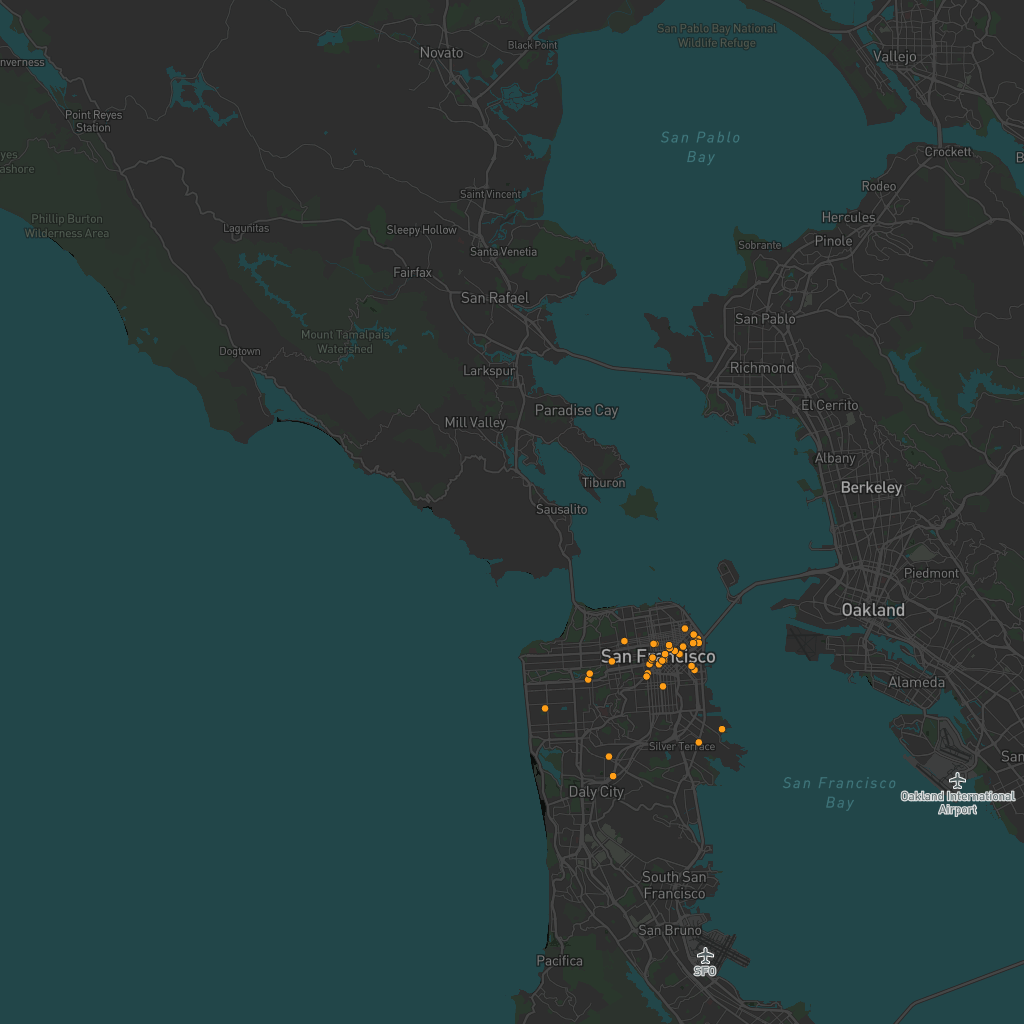 San Pablo Bay National
Wildlife Refuge
Black Point
Novato
Vallejo
nverness
Point Reyes
Station
San Pablo
Bay
Crockett
B
yes
ashore
Rodeo
Saint Vincent
Phillip Burton
Wilderness Area
Lagunitas
Sleepy Hollow
Hercules
Pinole
Sobrante
Santa Venetia
Fairfax
San Rafael
San Pablo
Mount Tamalpais
Watershed
Dogtown
Larkspur
Richmond
Paradise Cay
El Cerrito
Mill Valley
Albany
Tiburon
Berkeley
Sausalito
Piedmont
Oakland
San Francisco
Alameda
Silver Terrace
San
San Francisco
Bay
Daly City
Oakland International
Airport
South San
Francisco
San Bruno
Pacifica
SFO